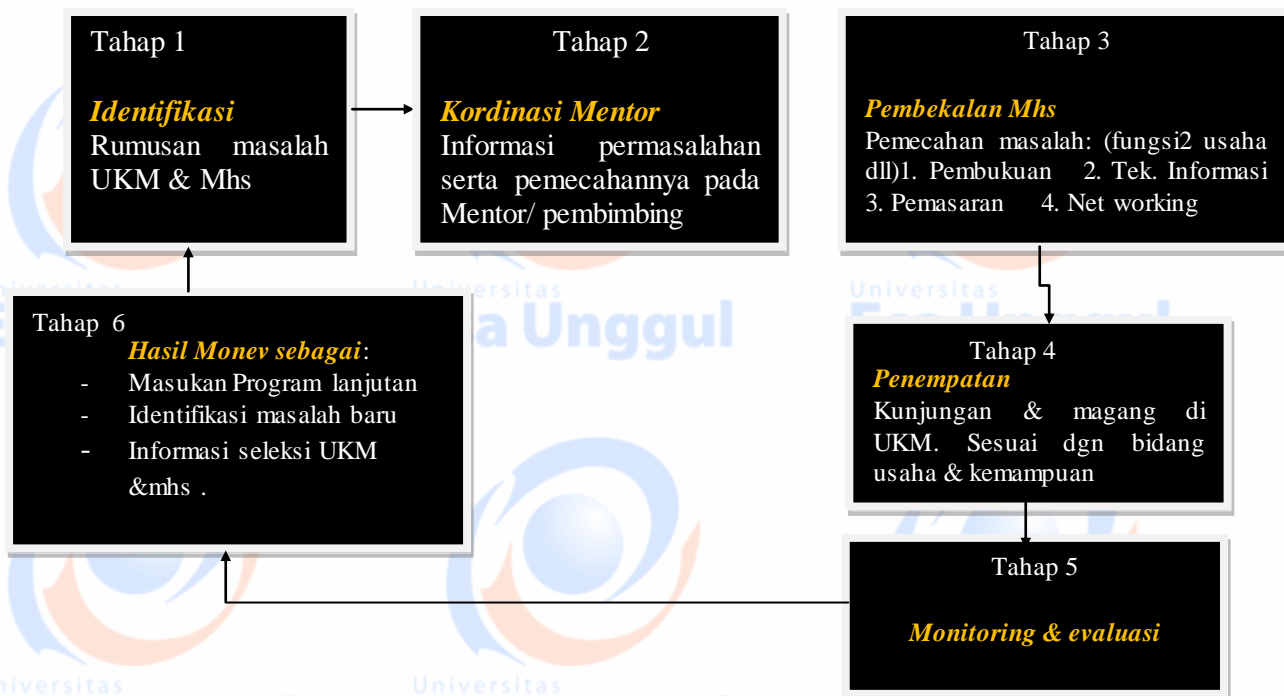 Tahap 1
Identifikasi
Rumusan masalah
UKM & Mhs
Tahap 2
Kordinasi Mentor
Informasi permasalahan
serta pemecahannya pada
Mentor/ pembimbing
Tahap 3
Pembekalan Mhs
Pemecahan masalah: (fungsi2 usaha
dll)1. Pembukuan 2. Tek. Informasi
3. Pemasaran 4. Net working
Tahap 4
Penempatan
Kunjungan & magang di
UKM. Sesuai dgn bidang
usaha & kemampuan
Tahap 5
Monitoring & evaluasi
Tahap 6
Hasil Monev sebagai:
- Masukan Program lanjutan
- Identifikasi masalah baru
- Informasi seleksi UKM
&mhs .
Universitas
Unggul
Universitas
Universitas